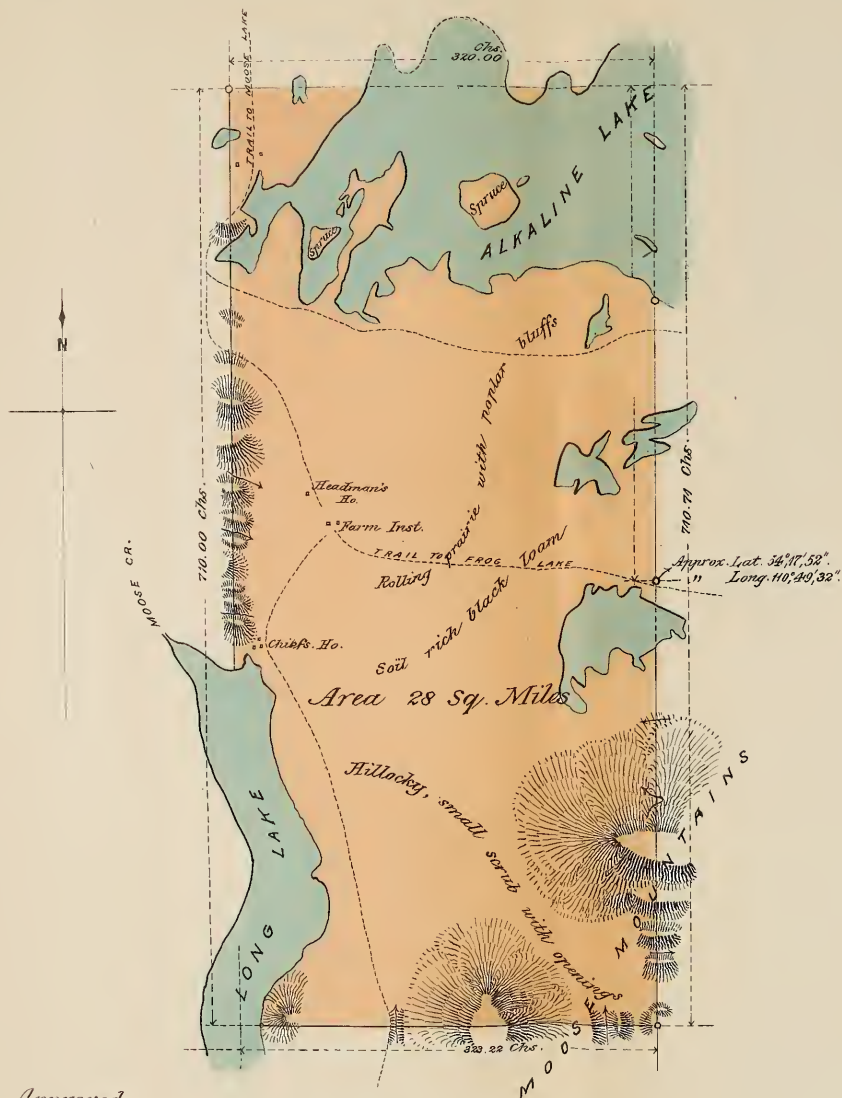 Chs.
320.00
TRAIL TO MOOSE LAKE
ALKALINE LAKE
Spruce
Spruce
N
bluffs
Rolling prairie with poplar
710.00 Chs.
710.71 Chs.
Headman's
Ho.
Farm Inst.
TRAIL TO FROG LAKE
Approx. Lat. 54°,17',52".
" Long. 110°,49',32".
MOOSE CR.
Soil rich black loam
Chief's. Ho.
Area 28 Sq. Miles
Hillocky, small scrub with openings
LONG LAKE
MOOSE MOUNTAINS
323.22 Chs.